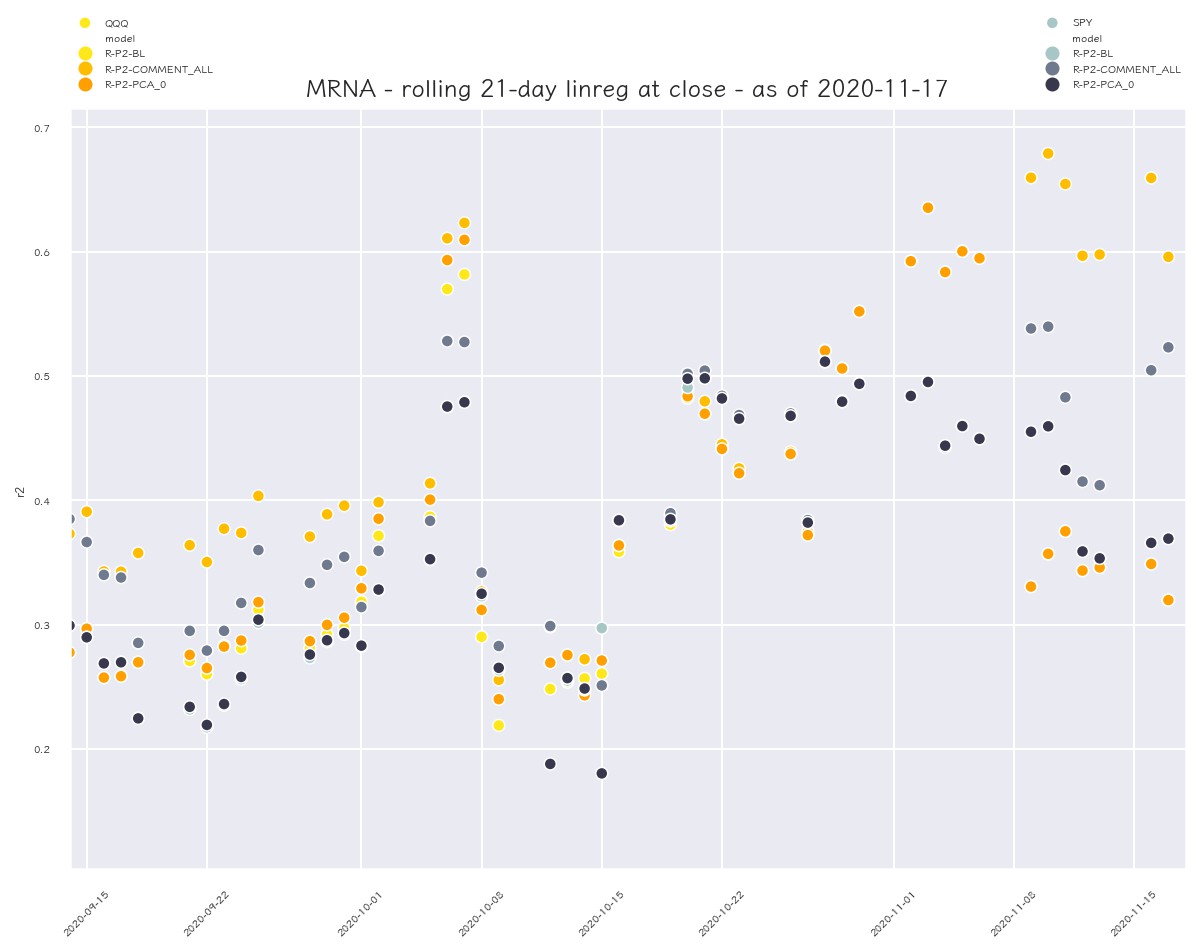 QQQ
model
R-P2-BL
R-P2-COMMENT_ALL
R-P2-PCA_0
SPY
model
R-P2-BL
R-P2-COMMENT_ALL
R-P2-PCA_0
MRNA - rolling 21-day linreg at close - as of 2020-11-17
0.7
0.6
0.5
0.4
0.3
0.2
r2
2020-09-15
2020-09-22
2020-10-01
2020-10-08
2020-10-15
2020-10-22
2020-11-01
2020-11-08
2020-11-15